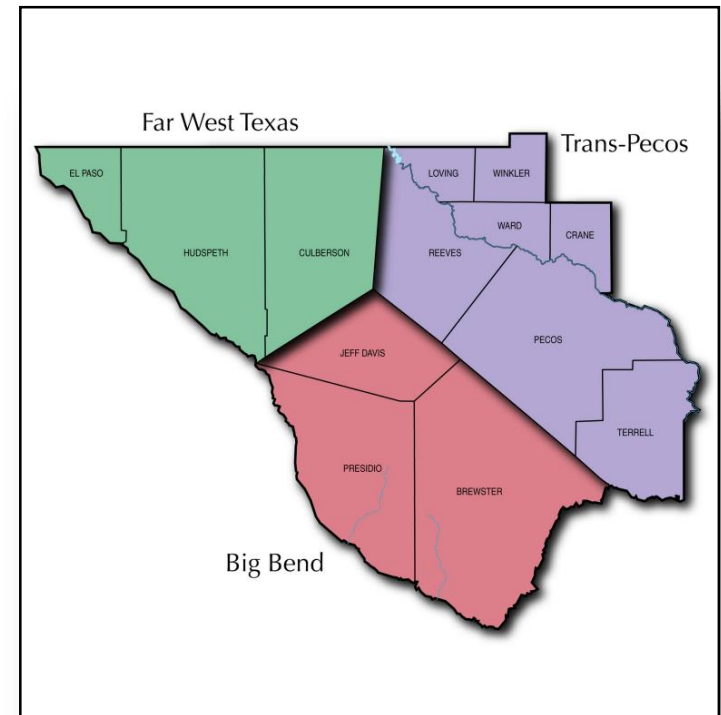 Far West Texas
Trans-Pecos
EL PASO
LOVING
WINKLER
WARD
CRANE
HUDSPETH
CULBERSON
REEVES
PECOS
JEFF DAVIS
TERRELL
PRESIDIO
BREWSTER
Big Bend